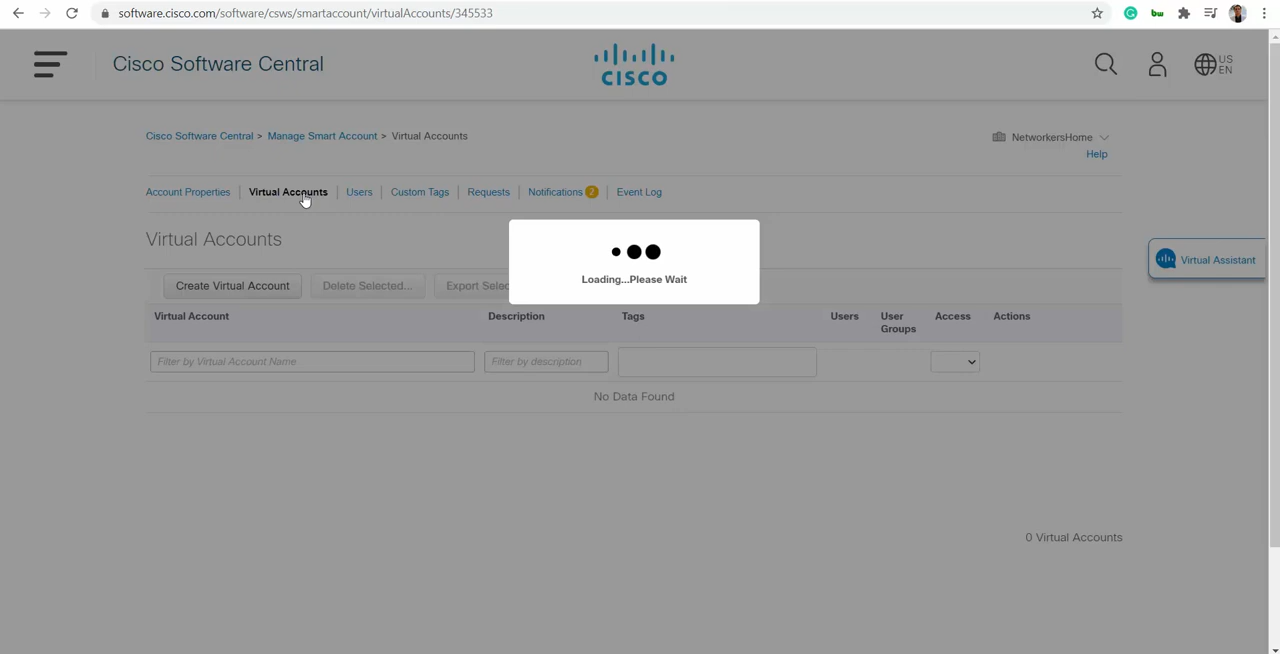 software.cisco.com/software/csws/smartaccount/virtualAccounts/345533
bw
Cisco Software Central
CISCO
US
EN
Cisco Software Central > Manage Smart Account > Virtual Accounts
NetworkersHome
Help
Account Properties | Virtual Accounts | Users | Custom Tags | Requests | Notifications 2 | Event Log
Virtual Accounts
Loading...Please Wait
Virtual Assistant
Create Virtual Account Delete Selected... Export Selec
Virtual Account Description Tags Users User Groups Access Actions
Filter by Virtual Account Name Filter by description
No Data Found
0 Virtual Accounts